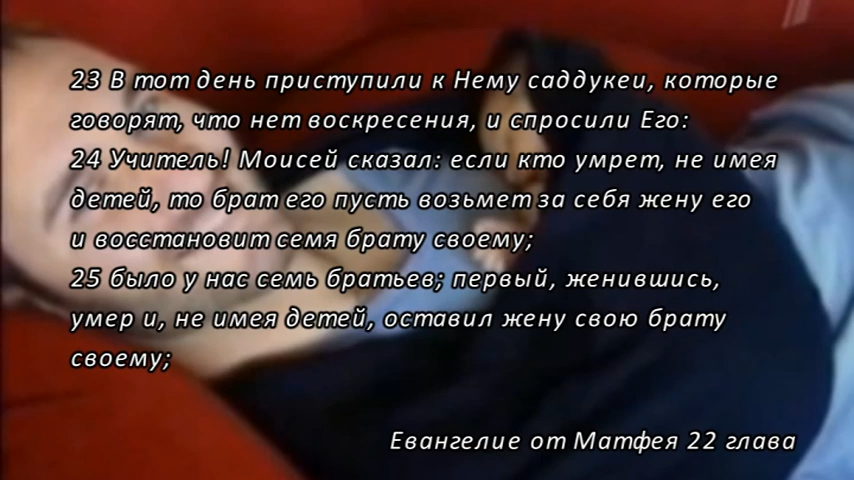 23 В тот день приступили к Нему саддукеи, которые
говорят, что нет воскресения, и спросили Его:
24 Учитель! Моисей сказал: если кто умрет, не имея
детей, то брат его пусть возьмет за себя жену его
и восстановит семя брату своему;
25 было у нас семь братьев; первый, женившись,
умер и, не имея детей, оставил жену свою брату
своему;
Евангелие от Матфея 22 глава